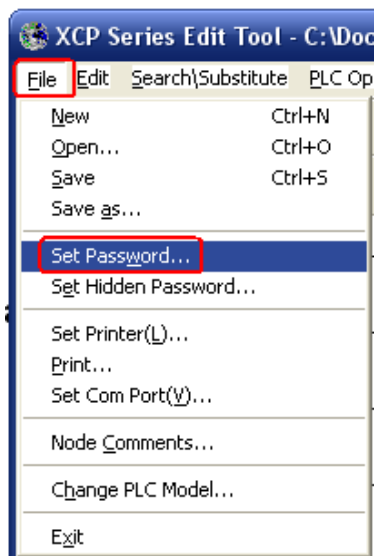 XCP Series Edit Tool - C:\Doc
File Edit Search\Substitute PLC Op
New Ctrl+N
Open... Ctrl+O
Save Ctrl+S
Save as...
Set Password...
Set Hidden Password...
Set Printer(L)...
Print...
Set Com Port(V)...
Node Comments...
Change PLC Model...
Exit